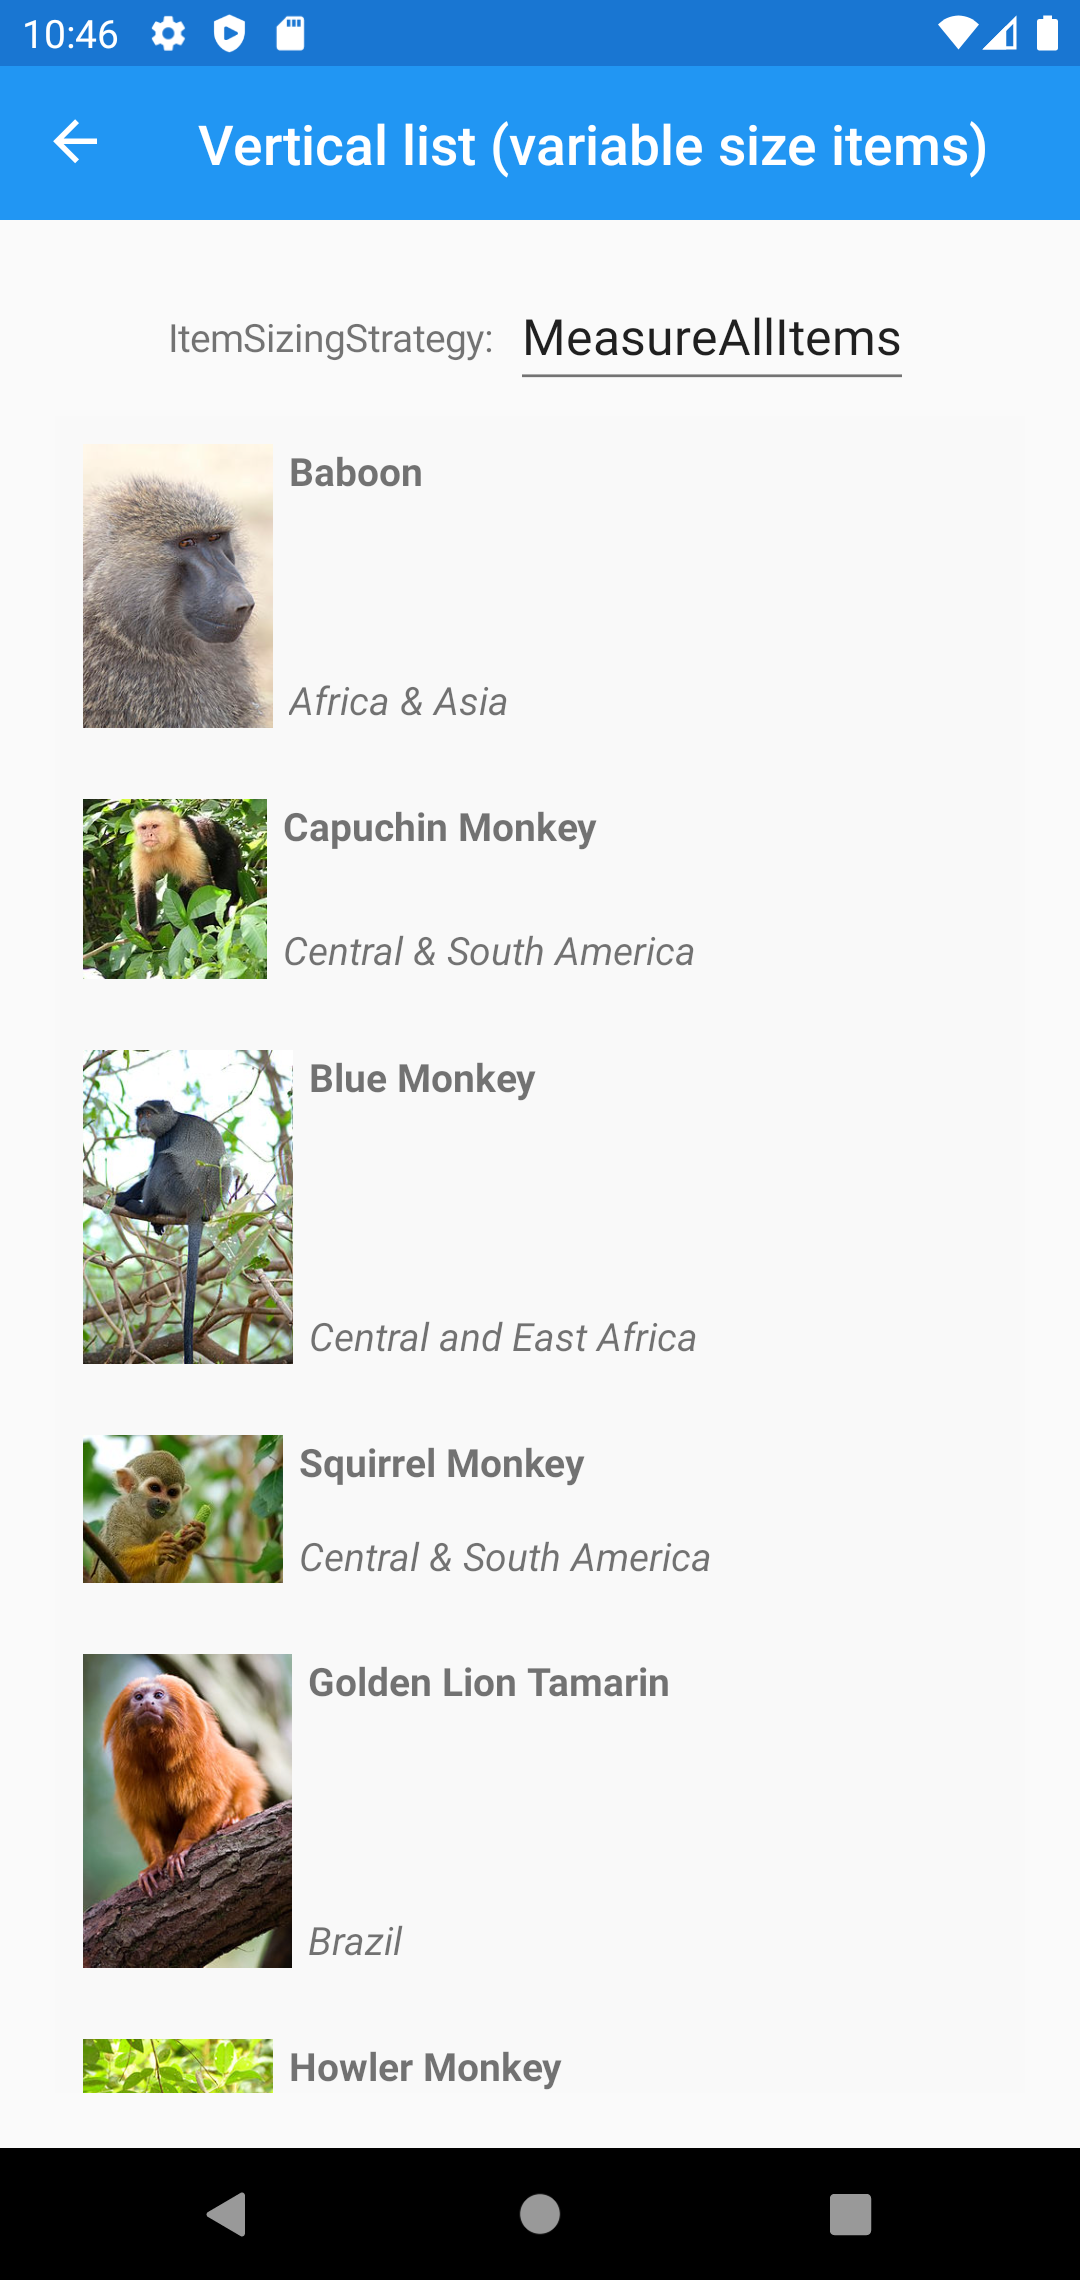 10:46
Vertical list (variable size items)
ItemSizingStrategy: MeasureAllItems
Baboon
Africa & Asia
Capuchin Monkey
Central & South America
Blue Monkey
Central and East Africa
Squirrel Monkey
Central & South America
Golden Lion Tamarin
Brazil
Howler Monkey